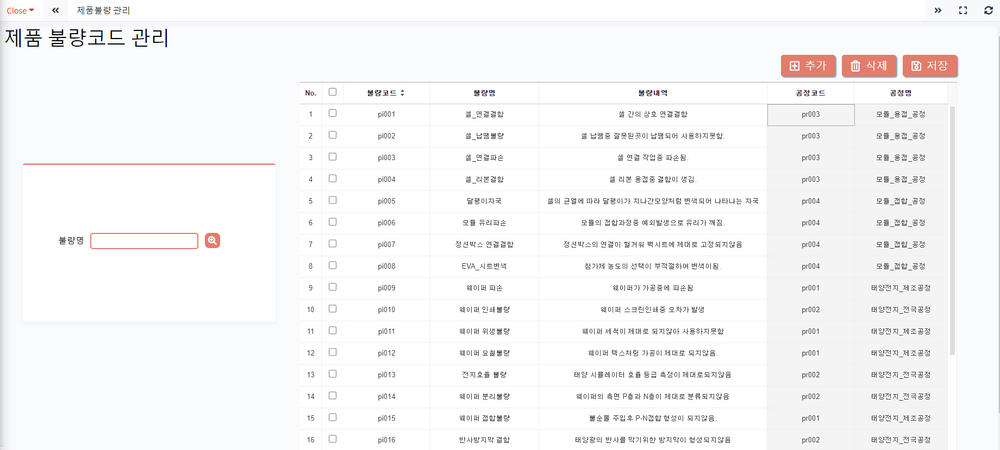 Close 제품불량 관리
제품 불량코드 관리
추가 삭제 저장
불량명
No. 불량코드 불량명 불량내역 공정코드 공정명
1 pi001 셀_연결결함 셀 간의 상호 연결결함 pr003 모듈_용접_공정
2 pi002 셀_납땜불량 셀 납땜중 잘못된곳이 납땜되어 사용하지못함. pr003 모듈_용접_공정
3 pi003 셀_연결파손 셀 연결 작업중 파손됨. pr003 모듈_용접_공정
4 pi004 셀_리본결함 셀 리본 용접중 결함이 생김. pr003 모듈_용접_공정
5 pi005 달팽이자국 셀의 균열에 따라 달팽이가 지나간모양처럼 변색되어 나타나는 자국 pr004 모듈_접합_공정
6 pi006 모듈 유리파손 모듈의 접합과정중 예외발생으로 유리가 깨짐. pr004 모듈_접합_공정
7 pi007 정션박스 연결결함 정션박스의 연결이 헐거워 백시트에 제대로 고정되지않음 pr004 모듈_접합_공정
8 pi008 EVA_시트변색 첨가제 농도의 선택이 부적절하여 변색이됨. pr004 모듈_접합_공정
9 pi009 웨이퍼 파손 웨이퍼가 가공중에 파손됨 pr001 태양전지_제조공정
10 pi010 웨이퍼 인쇄불량 웨이퍼 스크린인쇄중 오차가 발생 pr002 태양전지_전극공정
11 pi011 웨이퍼 위생불량 웨이퍼 세척이 제대로 되지않아 사용하지못함 pr001 태양전지_제조공정
12 pi012 웨이퍼 요철불량 웨이퍼 텍스쳐링 가공이 제대로 되지않음. pr001 태양전지_제조공정
13 pi013 전지효율 불량 태양 시뮬레이터 효율 등급 측정이 제대로되지않음 pr002 태양전지_전극공정
14 pi014 웨이퍼 분리불량 웨이퍼의 측면 P층과 N층이 제대로 분류되지않음 pr002 태양전지_전극공정
15 pi015 웨이퍼 접합불량 불순물 주입후 P-N접합 형성이 되지않음. pr001 태양전지_제조공정
16 pi016 반사방지막 결함 태양광의 반사를 막기위한 방지막이 형성되지않음 pr002 태양전지_전극공정